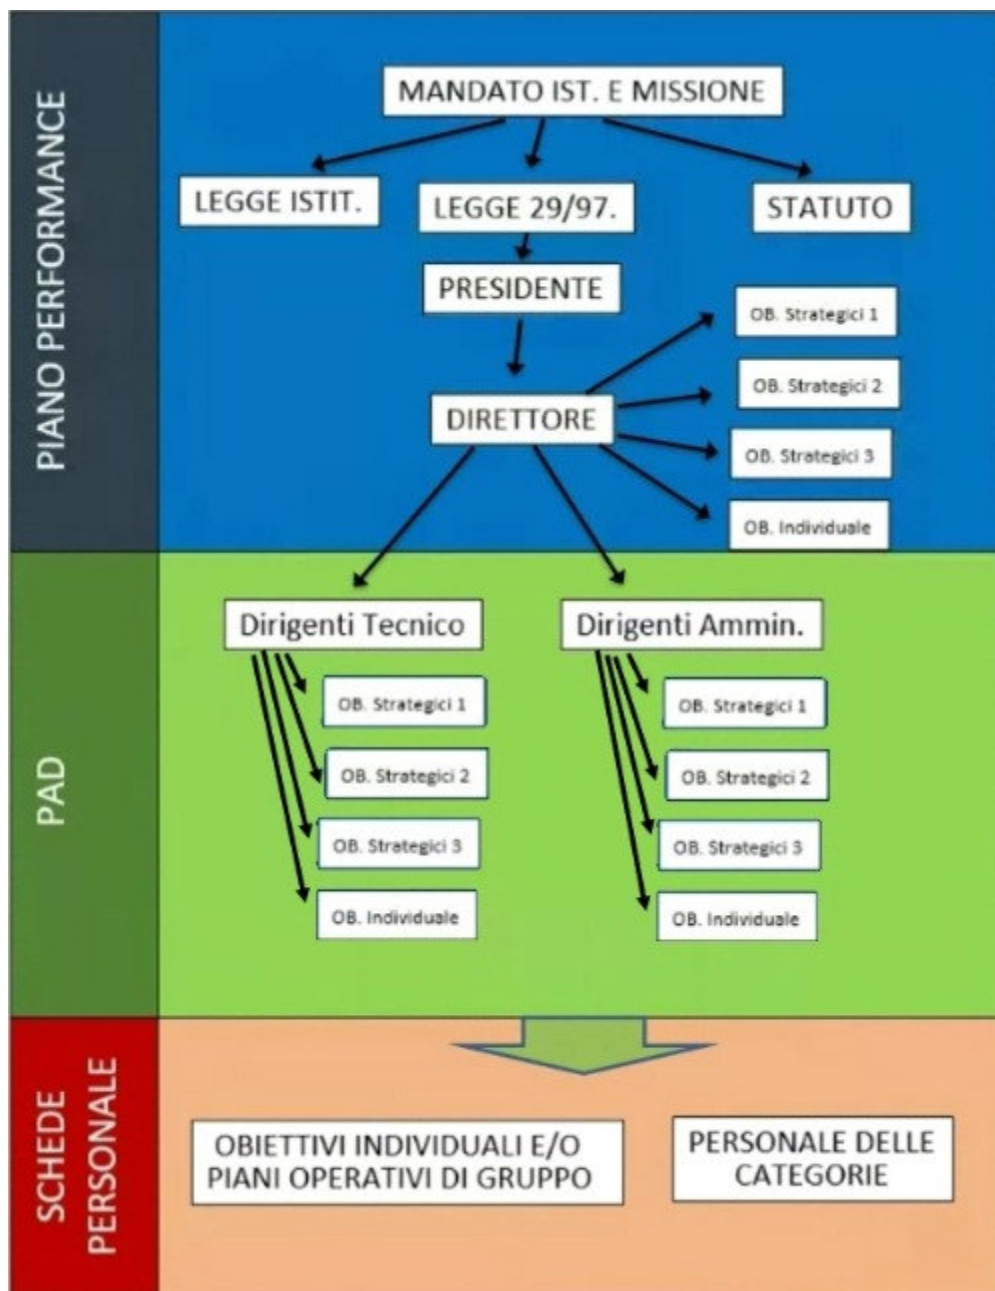 PIANO PERFORMANCE
MANDATO IST. E MISSIONE
LEGGE ISTIT.
LEGGE 29/97.
STATUTO
PRESIDENTE
OB. Strategici 1
OB. Strategici 2
DIRETTORE
OB. Strategici 3
OB. Individuale
PAD
Dirigenti Tecnico
OB. Strategici 1
OB. Strategici 2
OB. Strategici 3
OB. Individuale
Dirigenti Ammin.
OB. Strategici 1
OB. Strategici 2
OB. Strategici 3
OB. Individuale
SCHEDE
PERSONALE
OBIETTIVI INDIVIDUALI E/O
PIANI OPERATIVI DI GRUPPO
PERSONALE DELLE
CATEGORIE